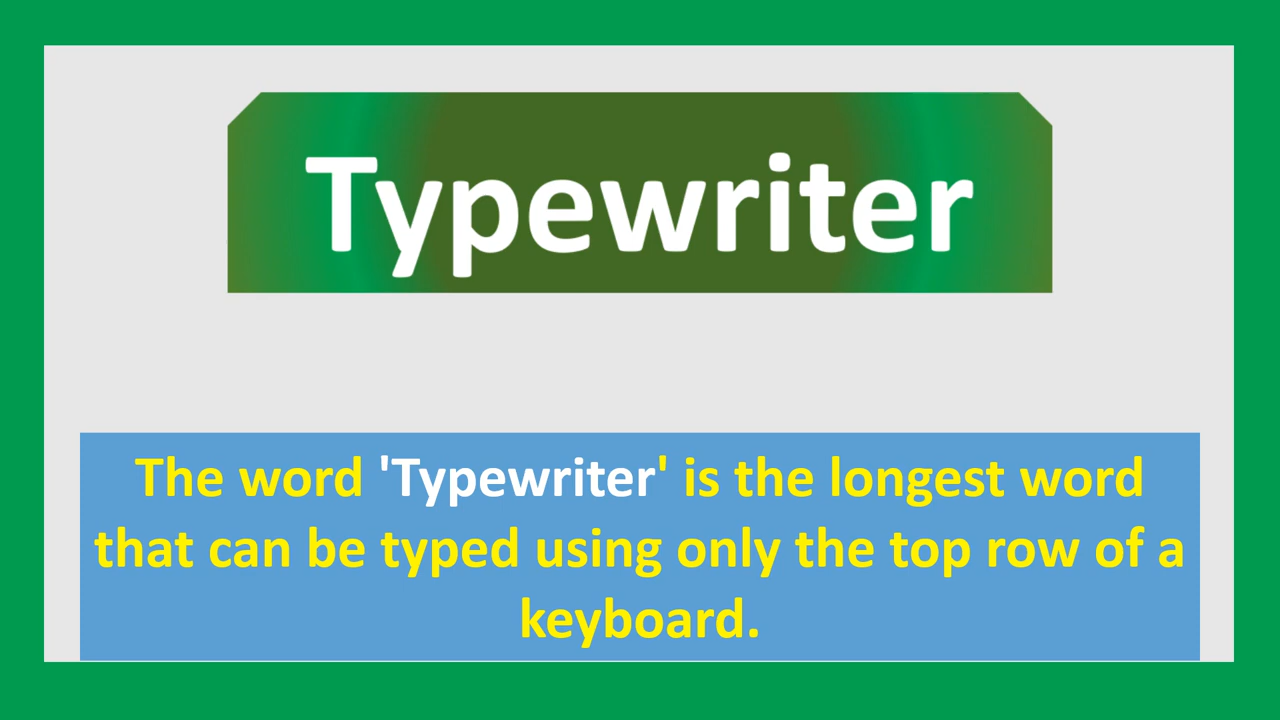 Typewriter
The word 'Typewriter' is the longest word
that can be typed using only the top row of a
keyboard.